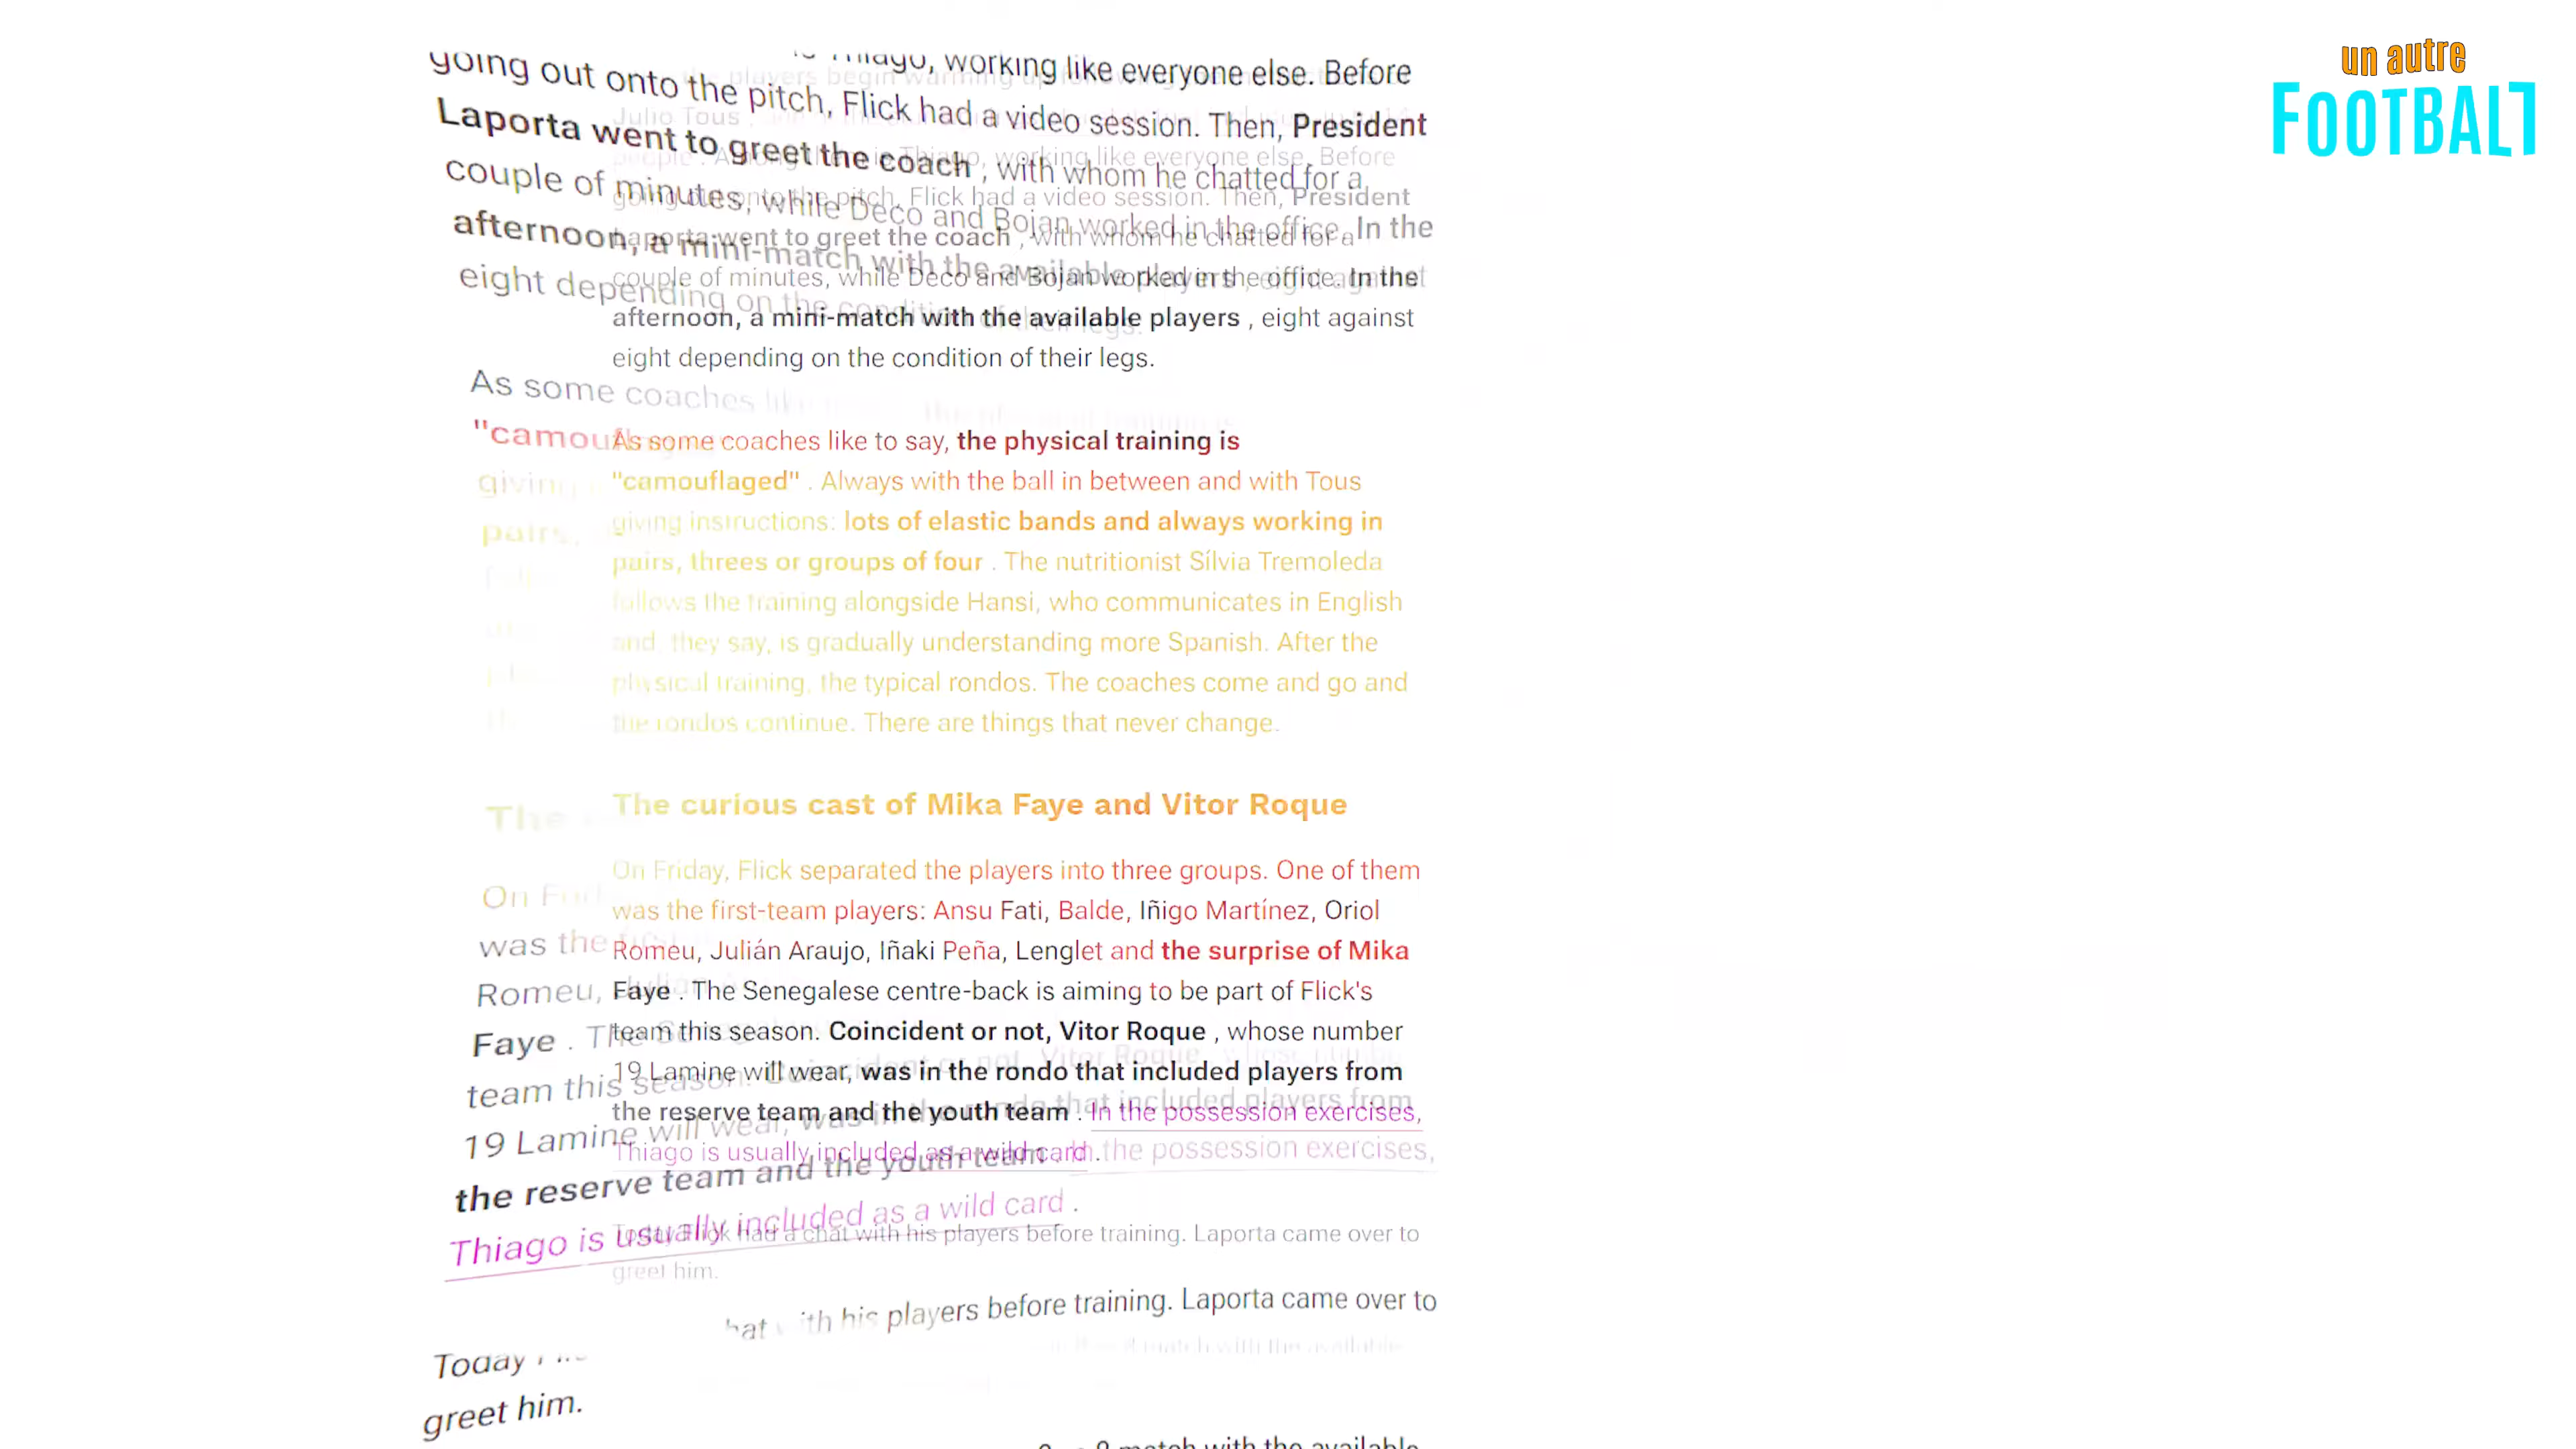 un autre
FOOTBALL
going out onto the pitch, Flick had a video session. Then, President
Laporta went to greet the coach , with whom he chatted for a
couple of minutes, while Deco and Bojan worked in the office. In the
afternoon, a mini-match with the available players , eight against
eight depending on the condition of their legs.
As some coaches like to say, the physical training is
"camouflaged" . Always with the ball in between and with Tous
giving instructions: lots of elastic bands and always working in
pairs, threes or groups of four . The nutritionist Sílvia Tremoleda
follows the training alongside Hansi, who communicates in English
and, they say, is gradually understanding more Spanish. After the
physical training, the typical rondos. The coaches come and go and
the rondos continue. There are things that never change.
The curious cast of Mika Faye and Vitor Roque
On Friday, Flick separated the players into three groups. One of them
was the first-team players: Ansu Fati, Balde, Iñigo Martínez, Oriol
Romeu, Julián Araujo, Iñaki Peña, Lenglet and the surprise of Mika
Faye . The Senegalese centre-back is aiming to be part of Flick's
team this season. Coincident or not, Vitor Roque , whose number
19 Lamine will wear, was in the rondo that included players from
the reserve team and the youth team . In the possession exercises,
Thiago is usually included as a wild card .
Today Flick had a chat with his players before training. Laporta came over to
greet him.